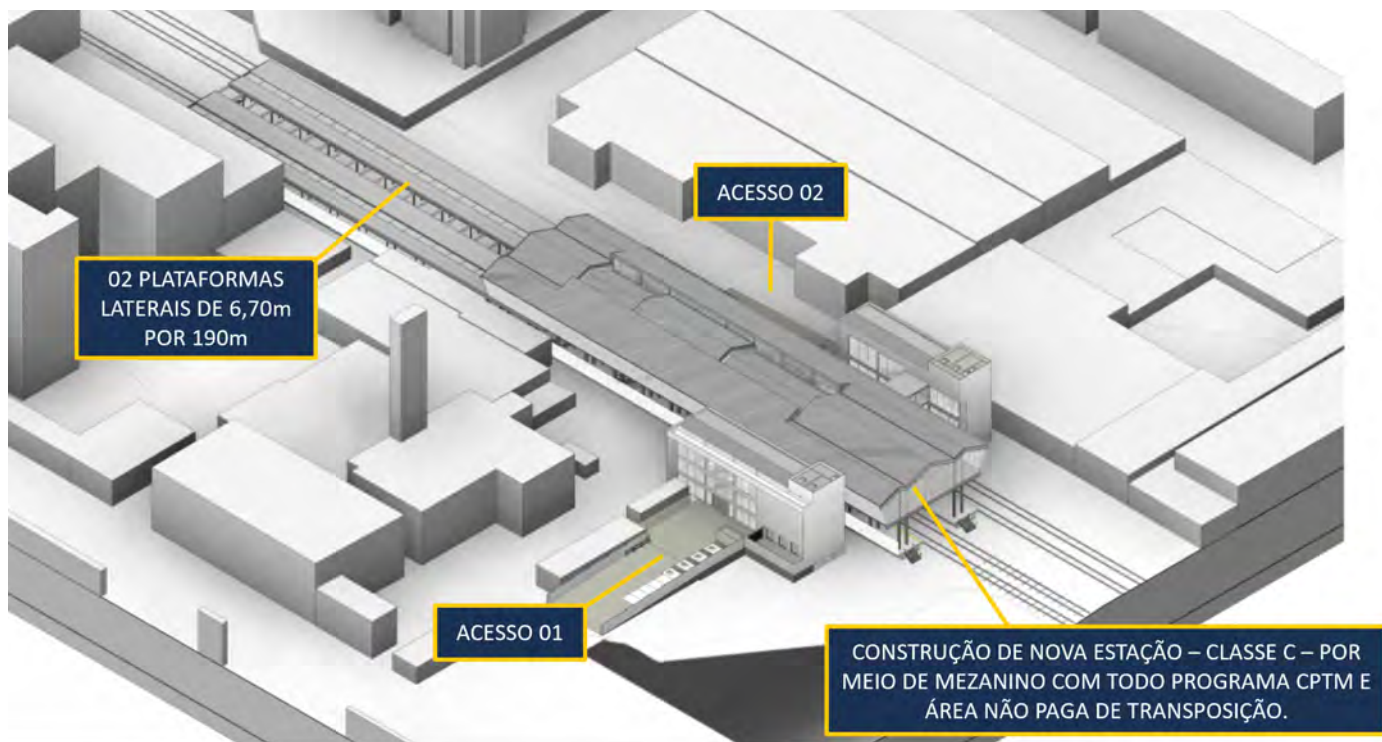 ACESSO 02
02 PLATAFORMAS
LATERAIS DE 6,70m
POR 190m
ACESSO 01
CONSTRUÇÃO DE NOVA ESTAÇÃO – CLASSE C – POR
MEIO DE MEZANINO COM TODO PROGRAMA CPTM E
ÁREA NÃO PAGA DE TRANSPOSIÇÃO.